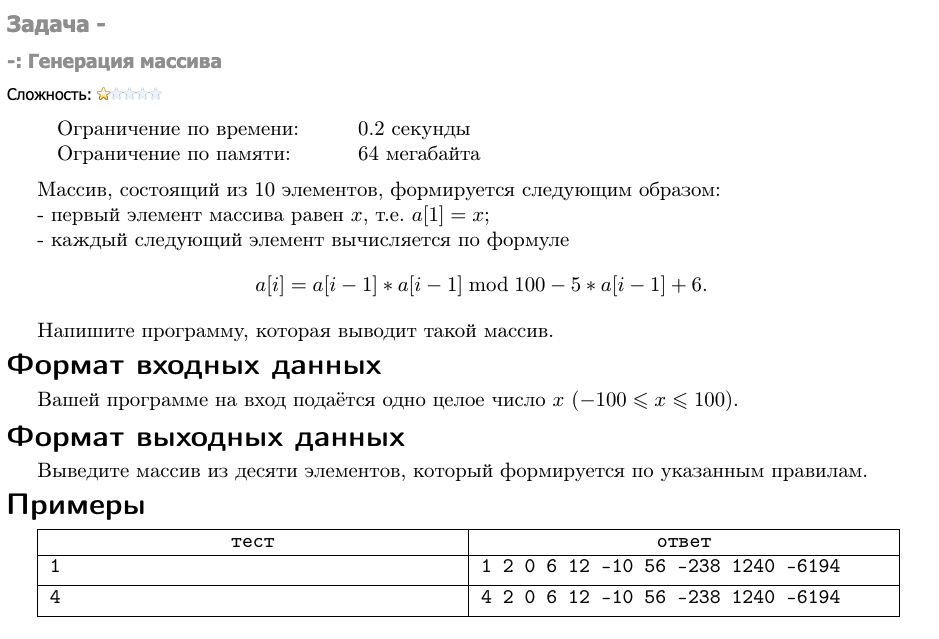 Задача -
-: Генерация массива
Сложность:
Ограничение по времени: 0.2 секунды
Ограничение по памяти: 64 мегабайта
Массив, состоящий из 10 элементов, формируется следующим образом:
- первый элемент массива равен x, т.е. a[1] = x;
- каждый следующий элемент вычисляется по формуле
a[i] = a[i − 1] ∗ a[i − 1] mod 100 − 5 ∗ a[i − 1] + 6.
Напишите программу, которая выводит такой массив.
Формат входных данных
Вашей программе на вход подаётся одно целое число x (−100 ⩽ x ⩽ 100).
Формат выходных данных
Выведите массив из десяти элементов, который формируется по указанным правилам.
Примеры
тест ответ
1 1 2 0 6 12 -10 56 -238 1240 -6194
4 4 2 0 6 12 -10 56 -238 1240 -6194